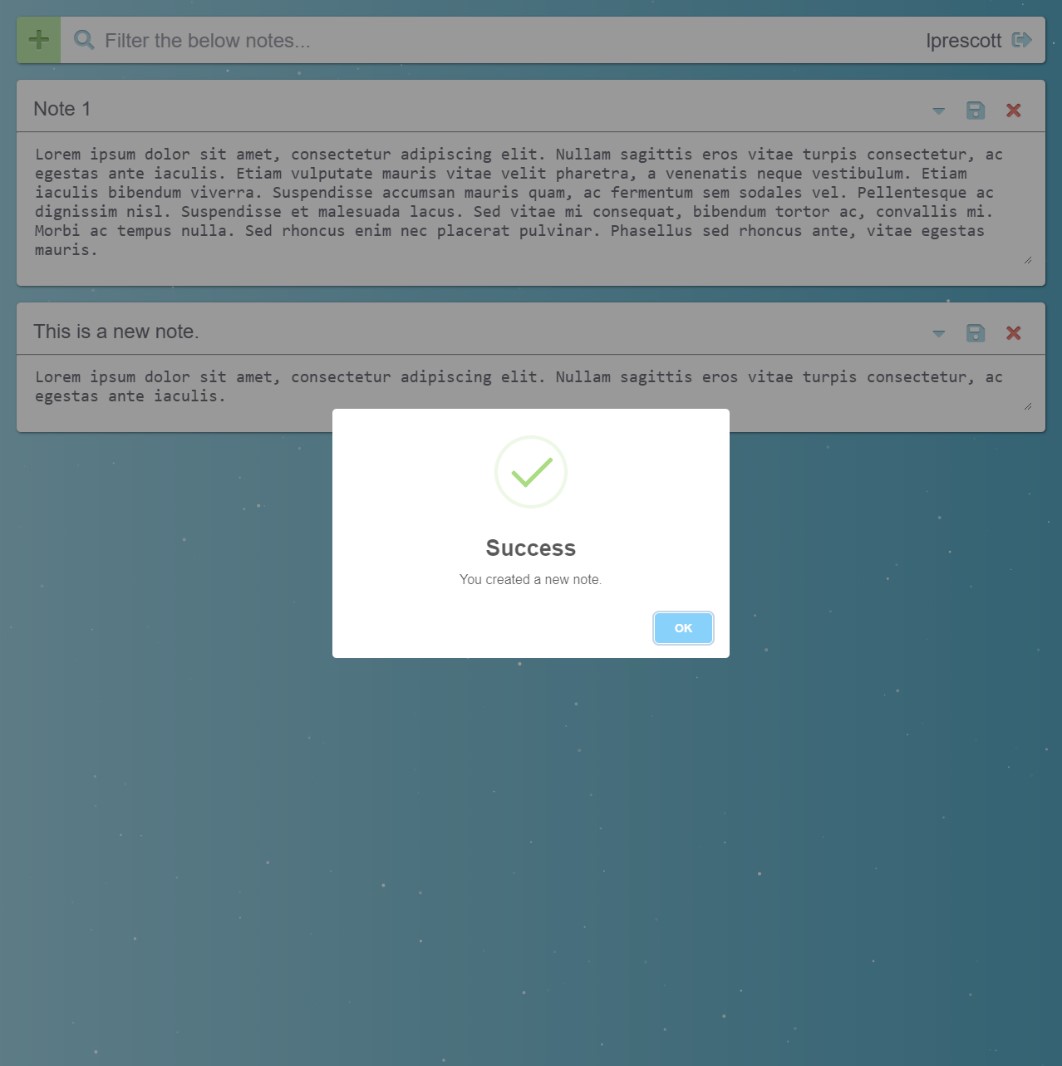 Filter the below notes...
lprescott
Note 1
Lorem ipsum dolor sit amet, consectetur adipiscing elit. Nullam sagittis eros vitae turpis consectetur, ac
egestas ante iaculis. Etiam vulputate mauris vitae velit pharetra, a venenatis neque vestibulum. Etiam
iaculis bibendum viverra. Suspendisse accumsan mauris quam, ac fermentum sem sodales vel. Pellentesque ac
dignissim nisl. Suspendisse et malesuada lacus. Sed vitae mi consequat, bibendum tortor ac, convallis mi.
Morbi ac tempus nulla. Sed rhoncus enim nec placerat pulvinar. Phasellus sed rhoncus ante, vitae egestas
mauris.
This is a new note.
Lorem ipsum dolor sit amet, consectetur adipiscing elit. Nullam sagittis eros vitae turpis consectetur, ac
egestas ante iaculis.
Success
You created a new note.
OK